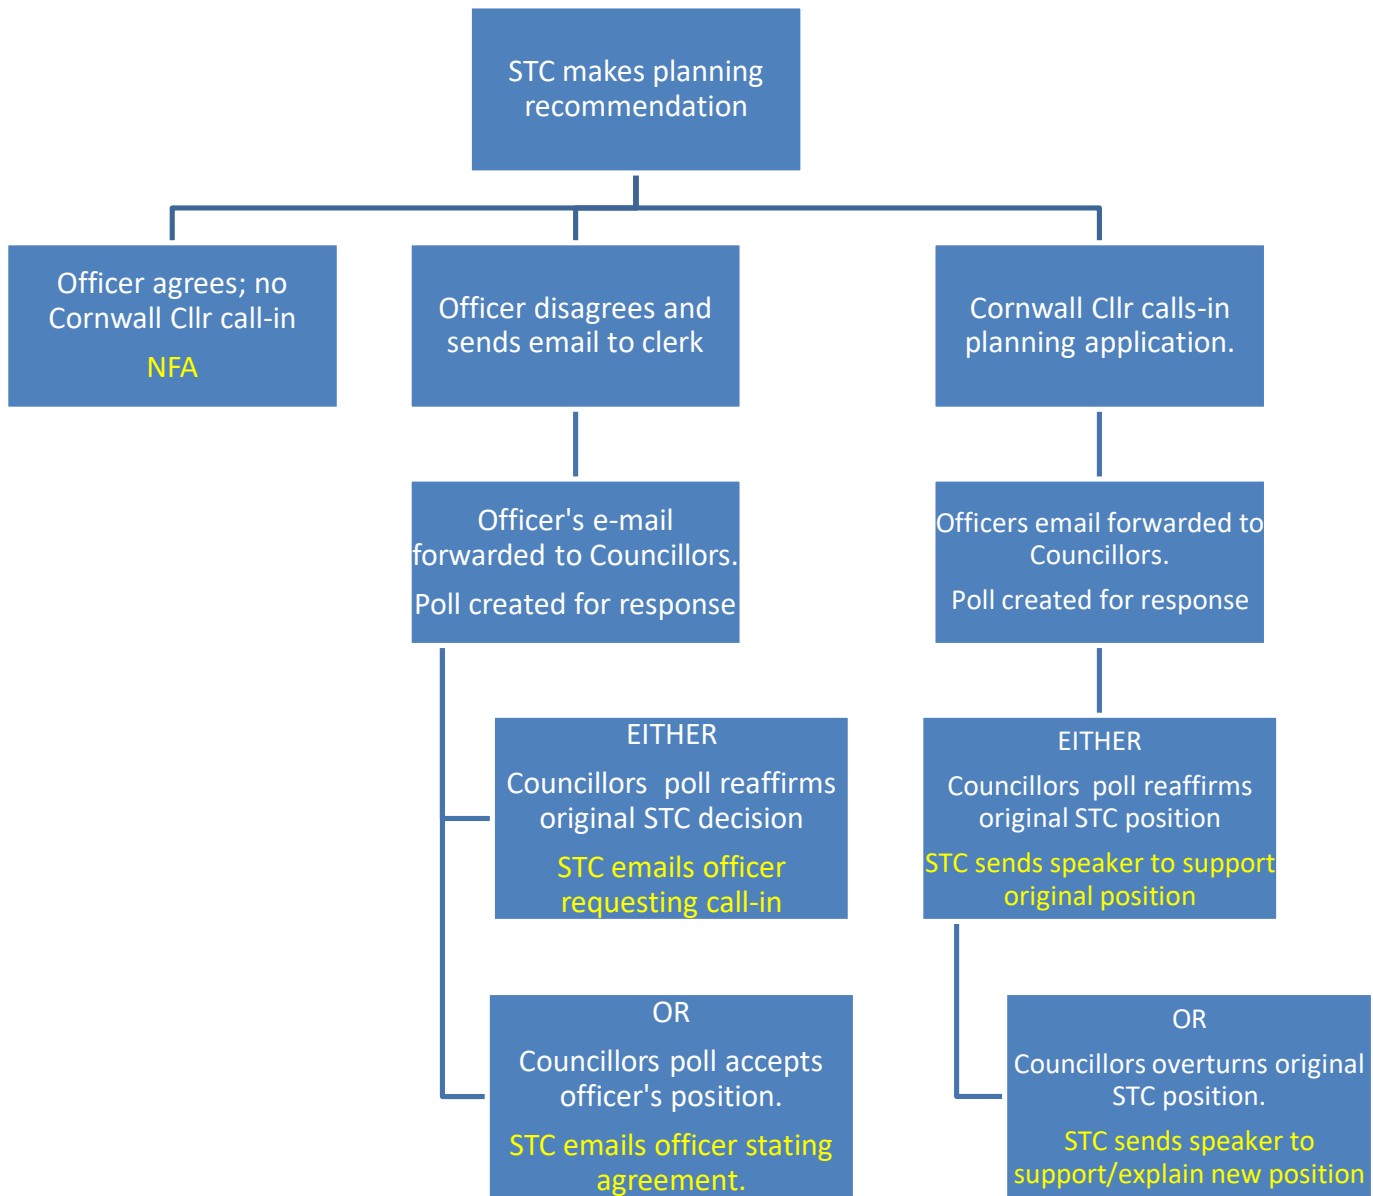 STC makes planning
recommendation
Officer agrees; no
Cornwall Cllr call-in
NFA
Officer disagrees and
sends email to clerk
Cornwall Cllr calls-in
planning application.
Officer's e-mail
forwarded to Councillors.
Poll created for response
Officers email forwarded to
Councillors.
Poll created for response
EITHER
Councillors  poll reaffirms
original STC decision
STC emails officer
requesting call-in
EITHER
Councillors  poll reaffirms
original STC position
STC sends speaker to support
original position
OR
Councillors poll accepts
officer's position.
STC emails officer stating
agreement.
OR
Councillors overturns original
STC position.
STC sends speaker to
support/explain new position